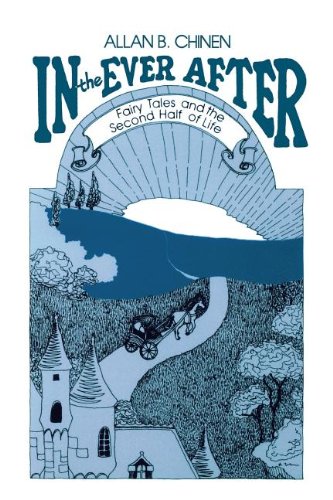 ALLAN B. CHINEN
IN the EVER AFTER
Fairy Tales and the
Second Half of Life